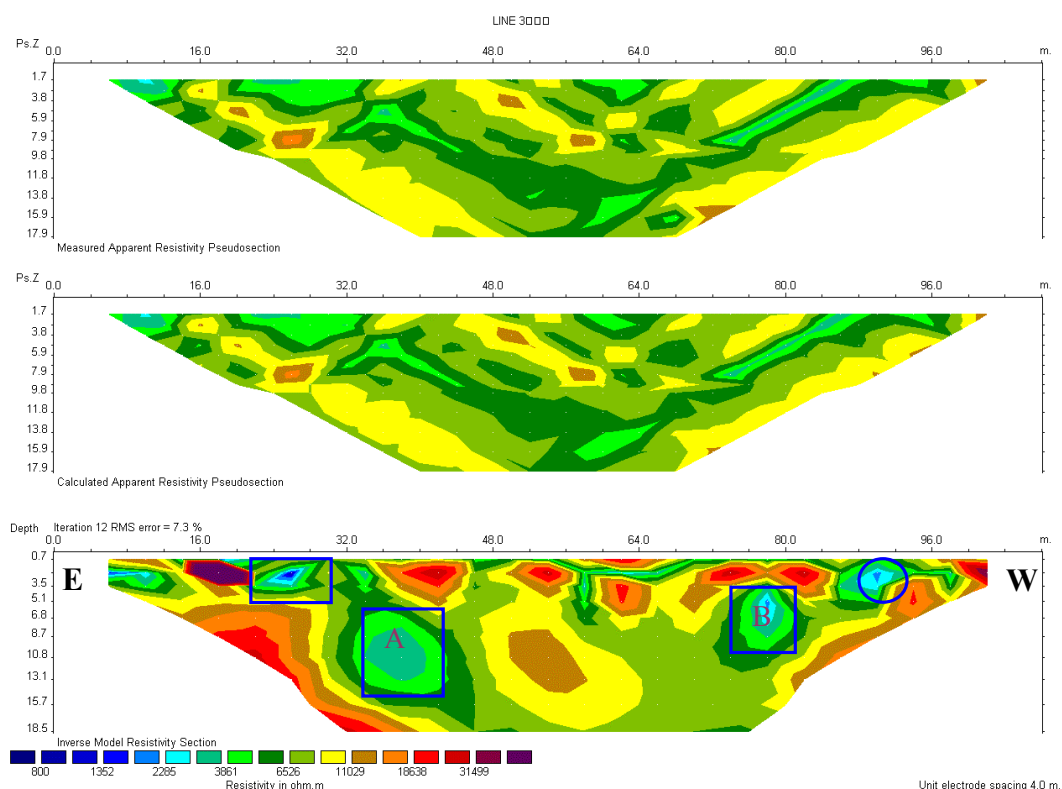 LINE 3□□□
Ps.Z 0.0 16.0 32.0 48.0 64.0 80.0 96.0 m.
1.7
3.8
5.9
7.9
9.8
11.8
13.8
15.9
17.9
Measured Apparent Resistivity Pseudosection
Ps.Z 0.0 16.0 32.0 48.0 64.0 80.0 96.0 m.
1.7
3.8
5.9
7.9
9.8
11.8
13.8
15.9
17.9
Calculated Apparent Resistivity Pseudosection
Depth Iteration 12 RMS error = 7.3 %
0.0 16.0 32.0 48.0 64.0 80.0 96.0 m.
0.7
E W
3.5
5.1
6.8
B
8.7
A
10.8
13.1
15.7
18.5
Inverse Model Resistivity Section
800 1352 2285 3861 6526 11029 18638 31499
Resistivity in ohm.m
Unit electrode spacing 4.0 m.